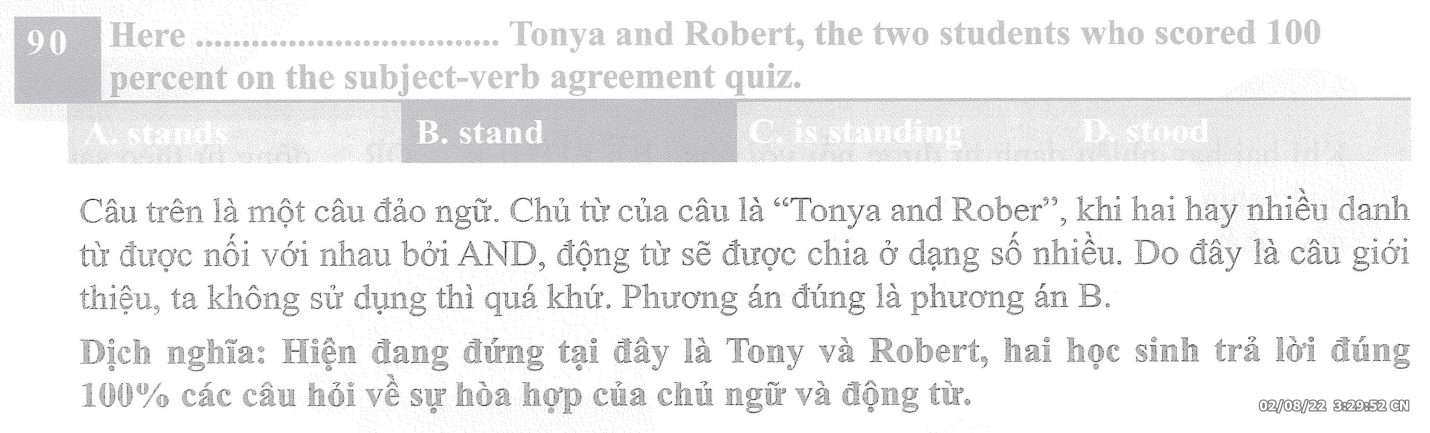 90
Here ................................. Tonya and Robert, the two students who scored 100
percent on the subject-verb agreement quiz.
A. stands B. stand C. is standing D. stood
Câu trên là một câu đảo ngữ. Chủ từ của câu là “Tonya and Rober”, khi hai hay nhiều danh
từ được nối với nhau bởi AND, động từ sẽ được chia ở dạng số nhiều. Do đây là câu giới
thiệu, ta không sử dụng thì quá khứ. Phương án đúng là phương án B.
Dịch nghĩa: Hiện đang đứng tại đây là Tony và Robert, hai học sinh trả lời đúng
100% các câu hỏi về sự hòa hợp của chủ ngữ và động từ.
02/08/22 3:29:52 CN